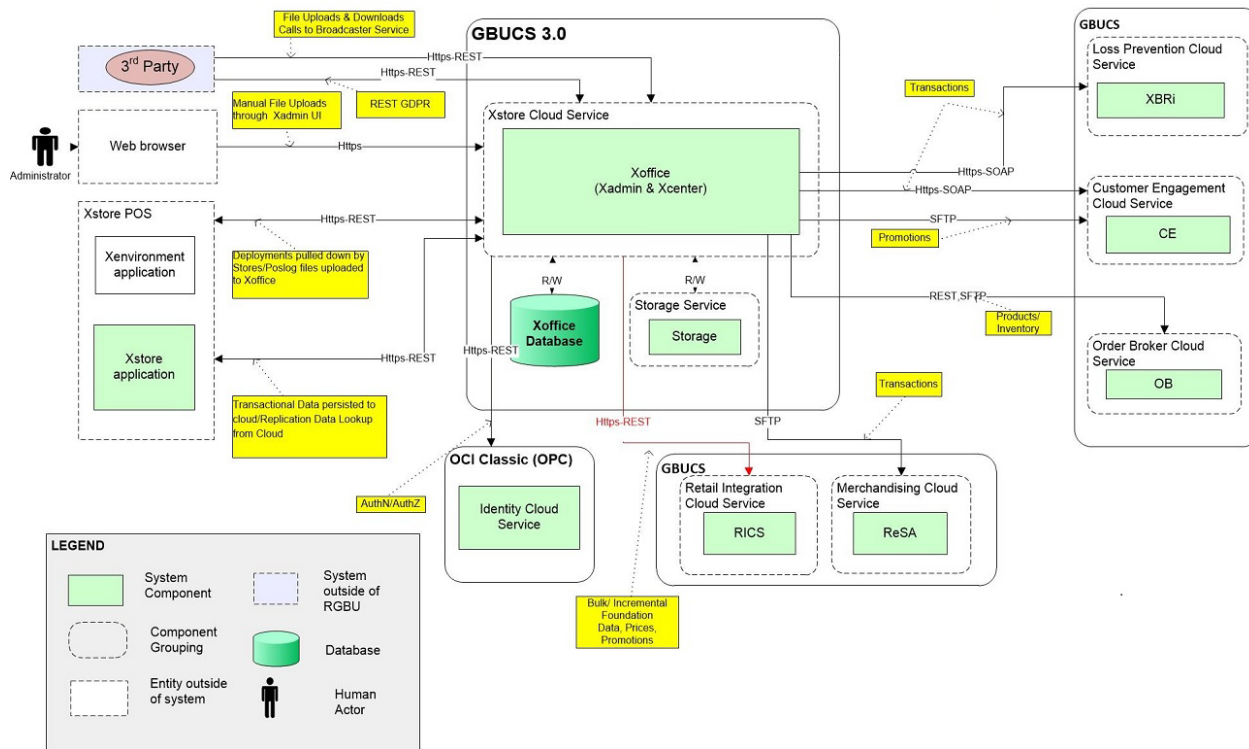 File Uploads & Downloads
Calls to Broadcaster Service
GBUCS 3.0
GBUCS
3rd Party
Https-REST
Https-REST
Manual File Uploads
through Xadmin UI
REST GDPR
Transactions
Loss Prevention Cloud
Service
XBRi
Xstore Cloud Service
Administrator
Web browser
Https
Xoffice
(Xadmin & Xcenter)
Https-SOAP
Https-SOAP
Customer Engagement
Cloud Service
CE
Xstore POS
Https-REST
SFTP
Promotions
Xenvironment
application
Deployments pulled down by
Stores/Poslog files uploaded
to Xoffice
R/W
R/W
Xoffice
Database
Storage Service
Storage
REST,SFTP
Products/
Inventory
Xstore
application
Https-REST
Https-REST
Order Broker Cloud
Service
OB
Transactional Data persisted to
cloud/Replication Data Lookup
from Cloud
Https-REST
SFTP
Transactions
OCI Classic (OPC)
Identity Cloud
Service
AuthN/AuthZ
GBUCS
Retail Integration
Cloud Service
RICS
Merchandising Cloud
Service
ReSA
Bulk/ Incremental
Foundation
Data, Prices,
Promotions
LEGEND
System
Component
System
outside of
RGBU
Component
Grouping
Database
Entity outside
of system
Human
Actor